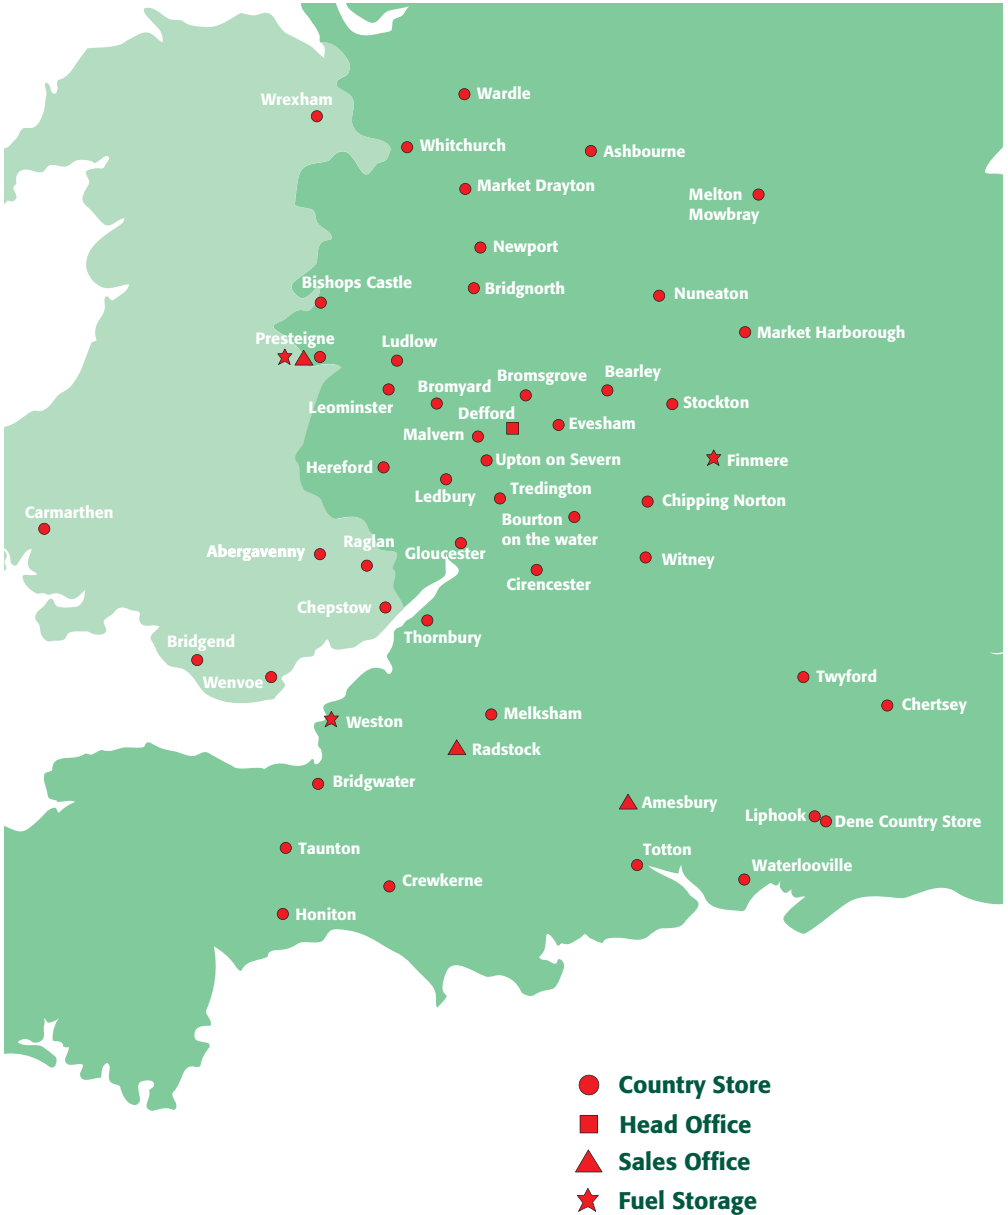 Wardle
Wrexham
Whitchurch
Ashbourne
Market Drayton
Melton
Mowbray
Newport
Bishops Castle
Bridgnorth
Nuneaton
Market Harborough
Presteigne
Ludlow
Bearley
Bromsgrove
Bromyard
Stockton
Leominster
Defford
Evesham
Malvern
Upton on Severn
Finmere
Hereford
Tredington
Ledbury
Chipping Norton
Carmarthen
Bourton
on the water
Raglan
Abergavenny
Gloucester
Witney
Cirencester
Chepstow
Thornbury
Bridgend
Wenvoe
Twyford
Chertsey
Melksham
Weston
Radstock
Bridgwater
Amesbury
Liphook
Dene Country Store
Taunton
Totton
Waterlooville
Crewkerne
Honiton
Country Store
Head Office
Sales Office
Fuel Storage